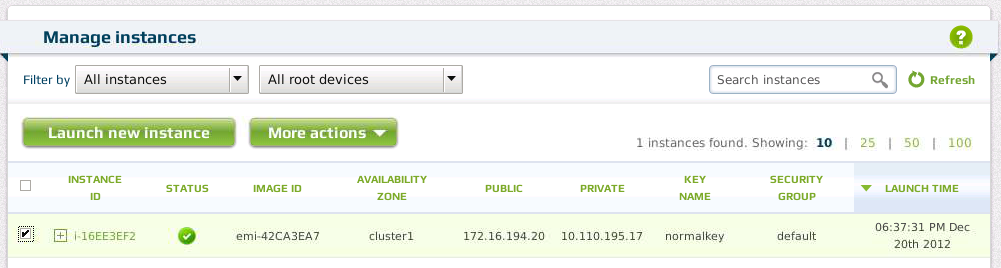 Manage instances
?
Filter by All instances All root devices Search instances Refresh
Launch new instance More actions 1 instances found. Showing: 10 | 25 | 50 | 100
INSTANCE ID STATUS IMAGE ID AVAILABILITY ZONE PUBLIC PRIVATE KEY NAME SECURITY GROUP LAUNCH TIME
i-16EE3EF2 emi-42CA3EA7 cluster1 172.16.194.20 10.110.195.17 normalkey default 06:37:31 PM Dec 20th 2012